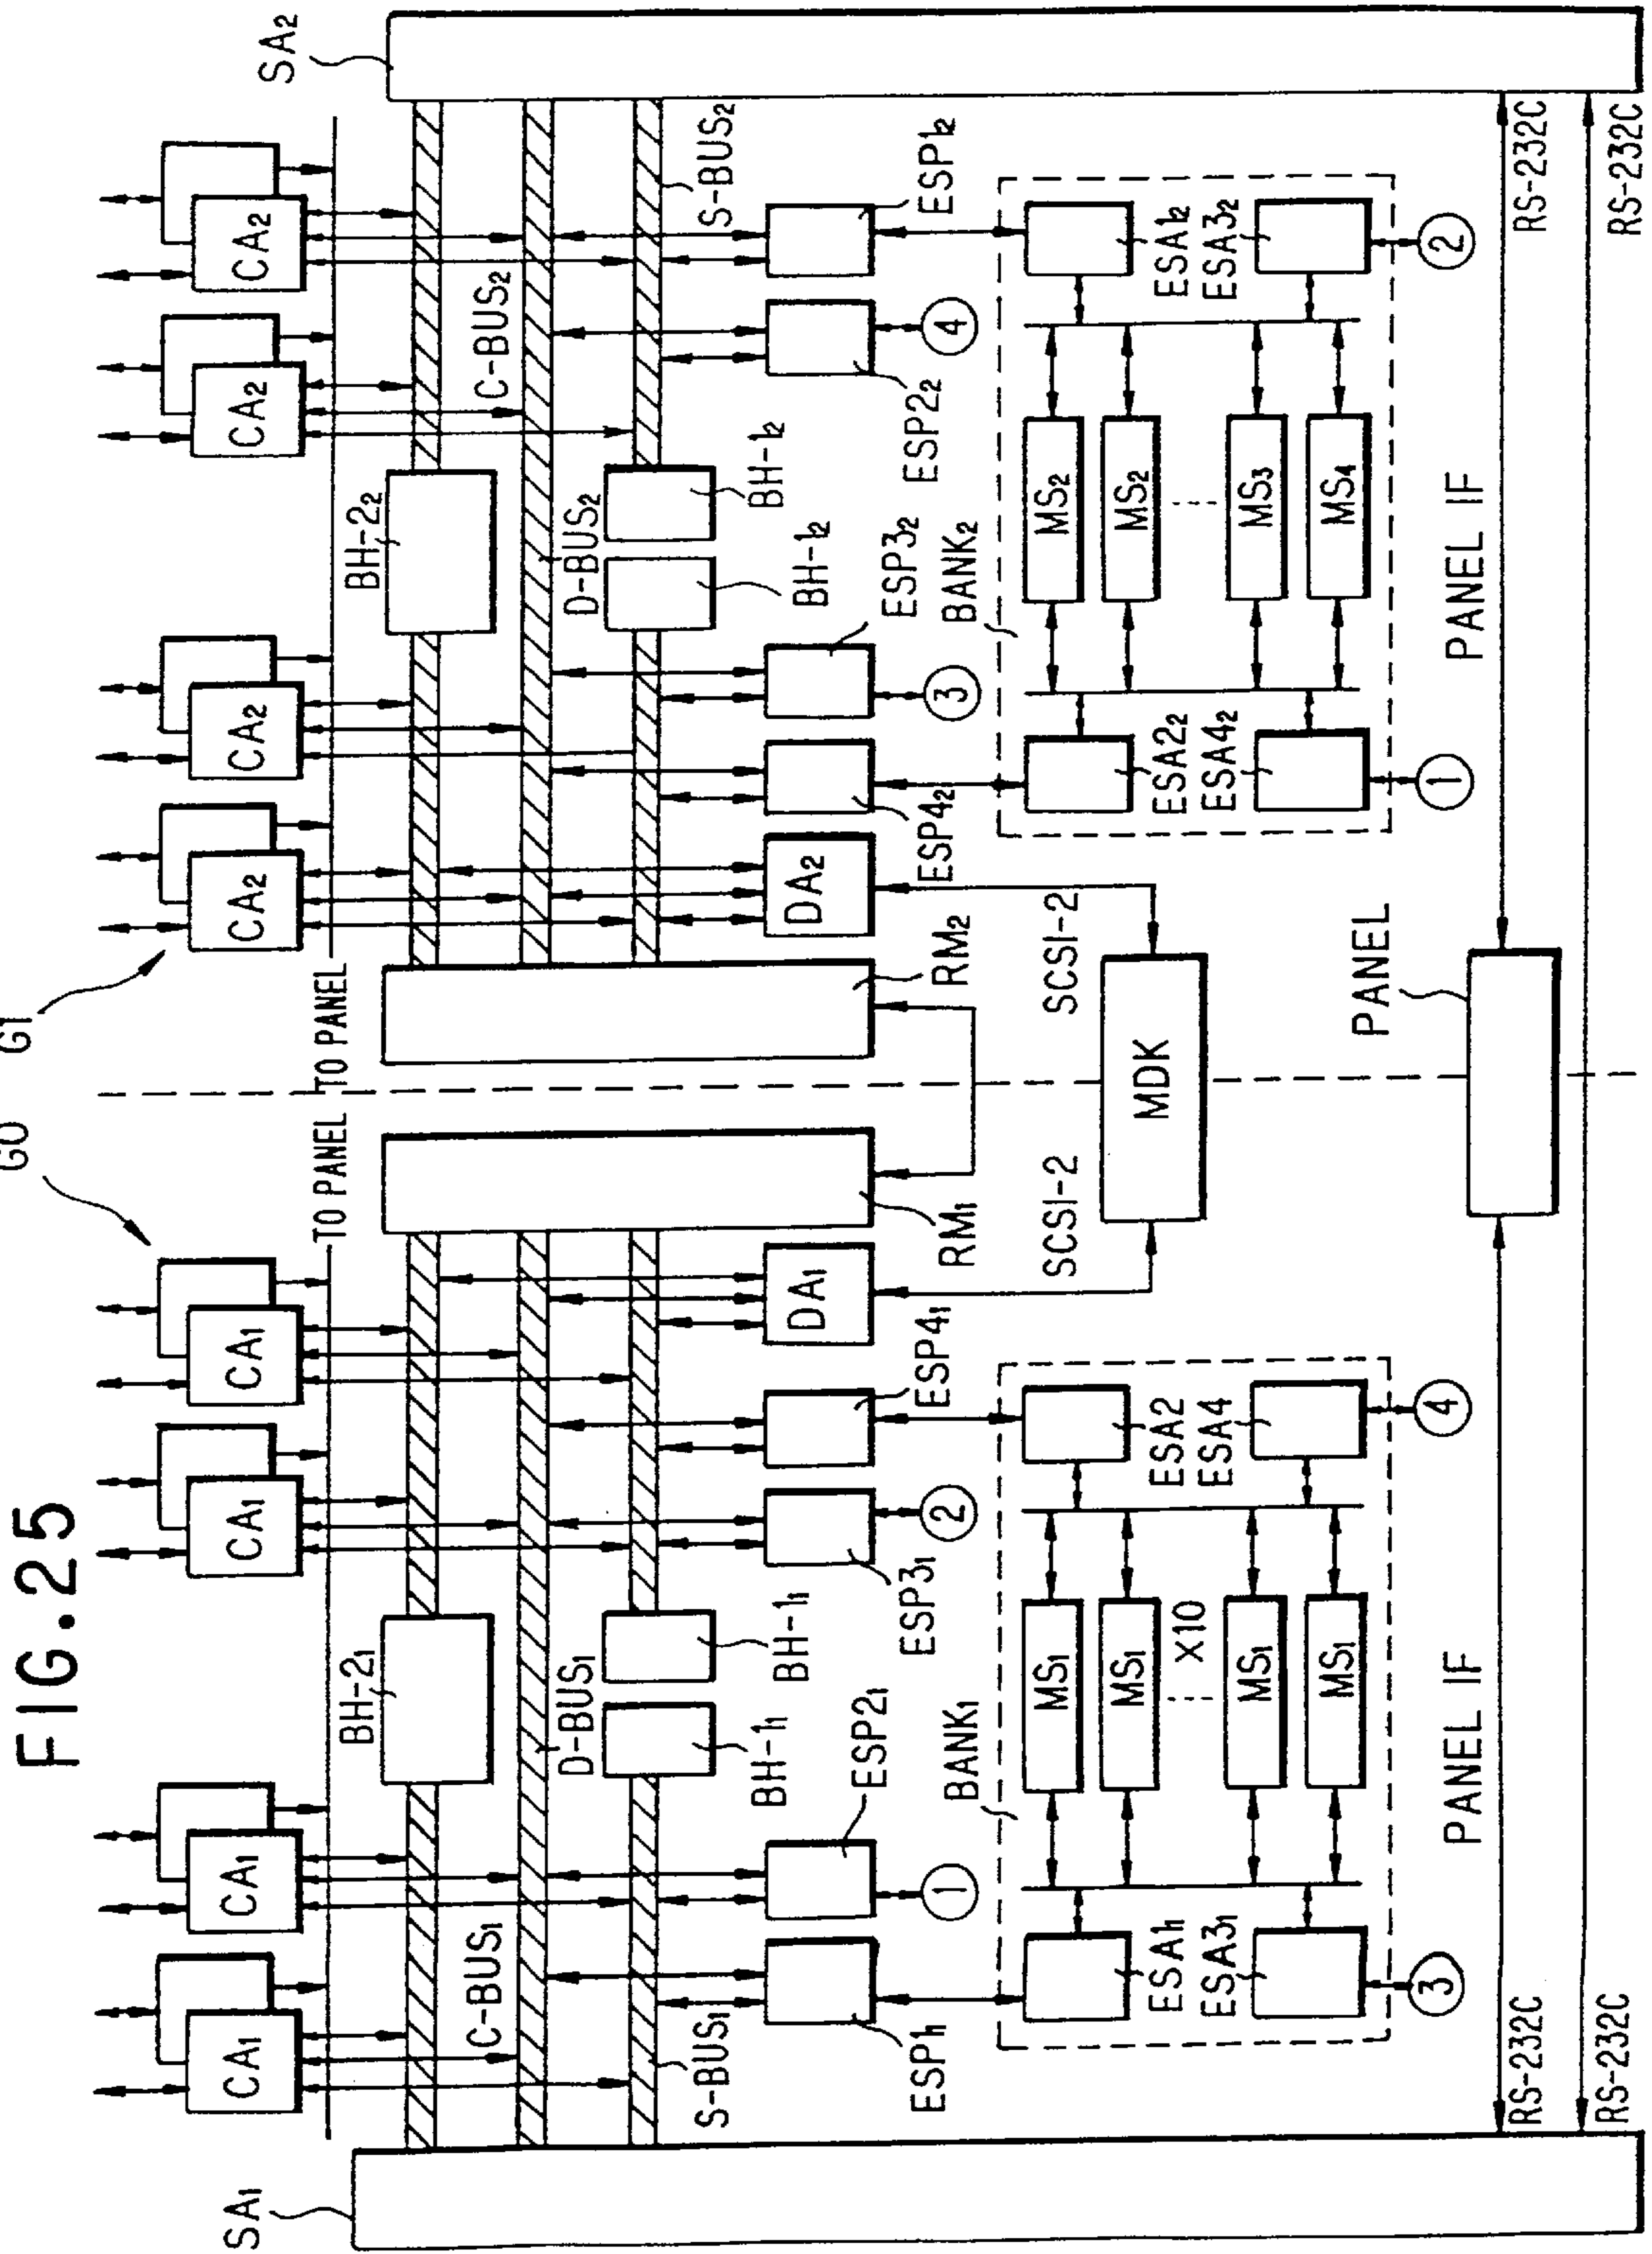 FIG.25
G0
G1
SA₁
SA₂
CA₁
CA₁
CA₁
CA₁
CA₂
CA₂
CA₂
CA₂
TO PANEL
TO PANEL
BH-2₁
BH-2₂
C-BUS₁
C-BUS₂
D-BUS₁
D-BUS₂
S-BUS₁
S-BUS₂
BH-1₁
BH-1₁
BH-1₂
BH-1₂
RM₁
RM₂
ESP1₁
ESP2₁
ESP3₁
ESP4₁
DA₁
DA₂
ESP4₂
ESP3₂
ESP2₂
ESP1₂
1
2
3
4
SCSI-2
SCSI-2
MDK
BANK₁
BANK₂
ESA1₁
ESA3₁
MS₁
MS₁
X10
MS₁
MS₁
ESA2
ESA4
ESA2₂
ESA4₂
MS₂
MS₂
MS₃
MS₄
ESA1₂
ESA3₂
3
4
1
2
PANEL IF
PANEL
PANEL IF
RS-232C
RS-232C
RS-232C
RS-232C